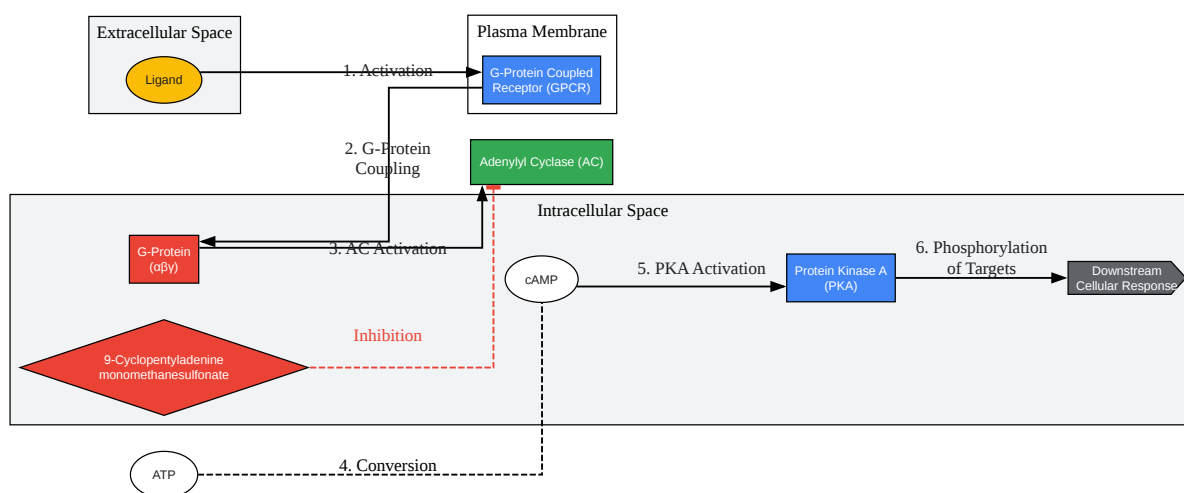 Extracellular Space
Plasma Membrane
Ligand
1. Activation
G-Protein Coupled
Receptor (GPCR)
2. G-Protein
Coupling
Adenylyl Cyclase (AC)
Intracellular Space
G-Protein
(αβγ)
3. AC Activation
cAMP
5. PKA Activation
Protein Kinase A
(PKA)
6. Phosphorylation
of Targets
Downstream
Cellular Response
Inhibition
9-Cyclopentyladenine
monomethanesulfonate
ATP
4. Conversion